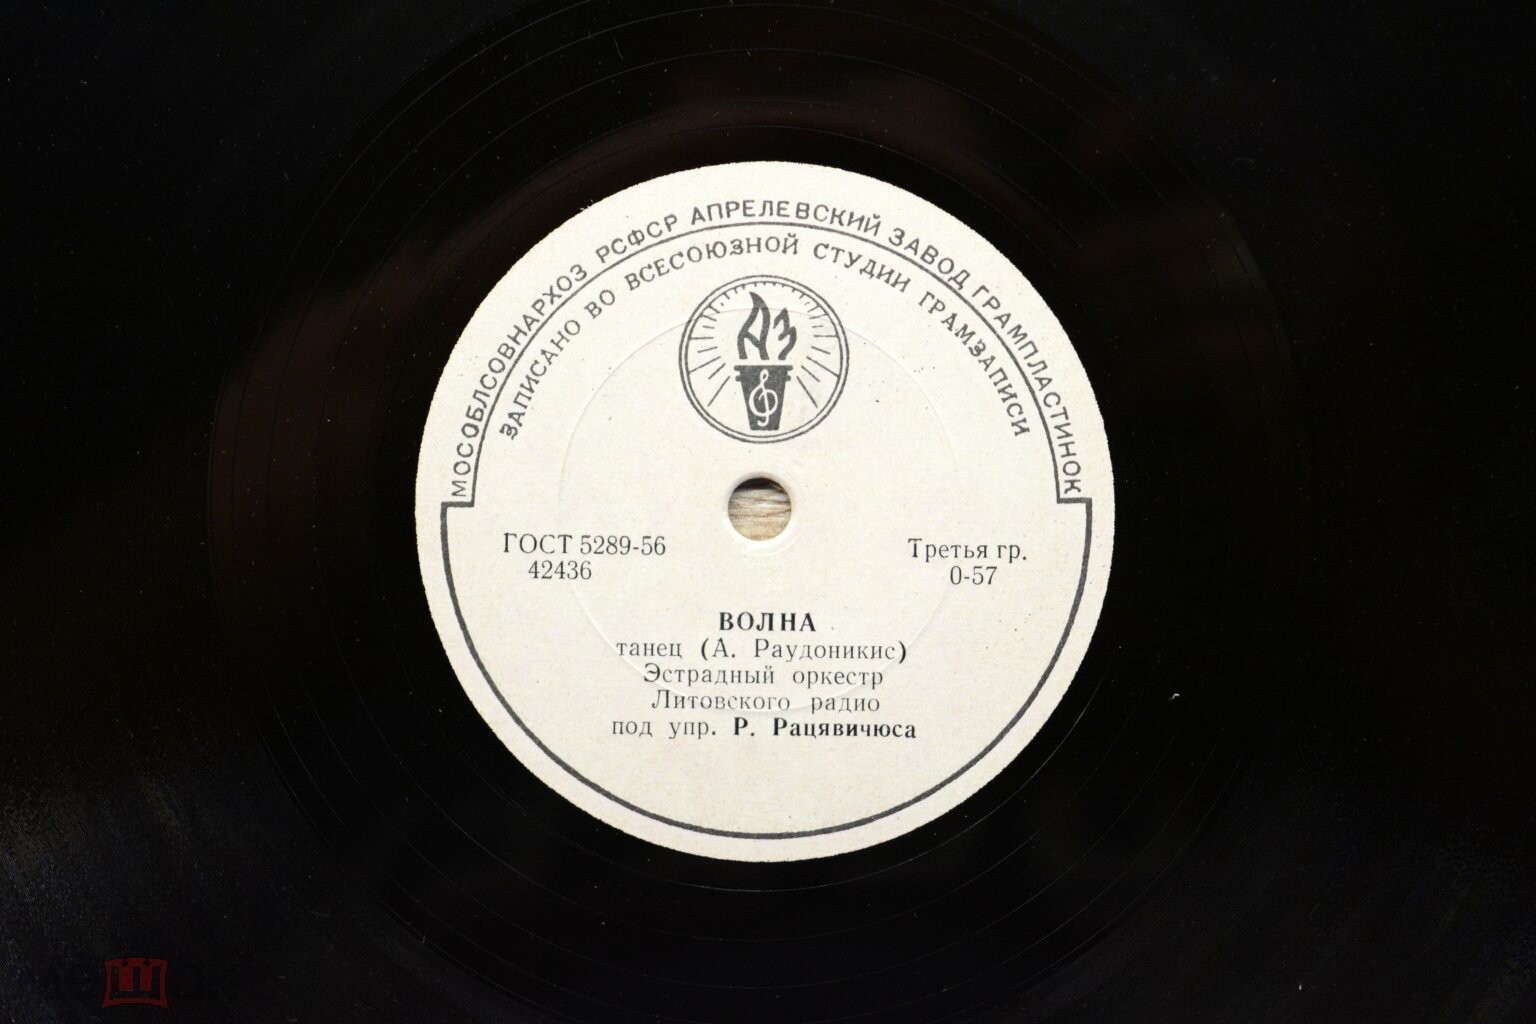 МОСОБЛСОВНАРХОЗ РСФСР АПРЕЛЕВСКИЙ ЗАВОД ГРАМПЛАСТИНОК
ЗАПИСАНО ВО ВСЕСОЮЗНОЙ СТУДИИ ГРАМЗАПИСИ
АЗ
ГОСТ 5289-56
42436
Третья гр.
0-57
ВОЛНА
танец (А. Раудоникис)
Эстрадный оркестр
Литовского радио
под упр. Р. Рацявичюса